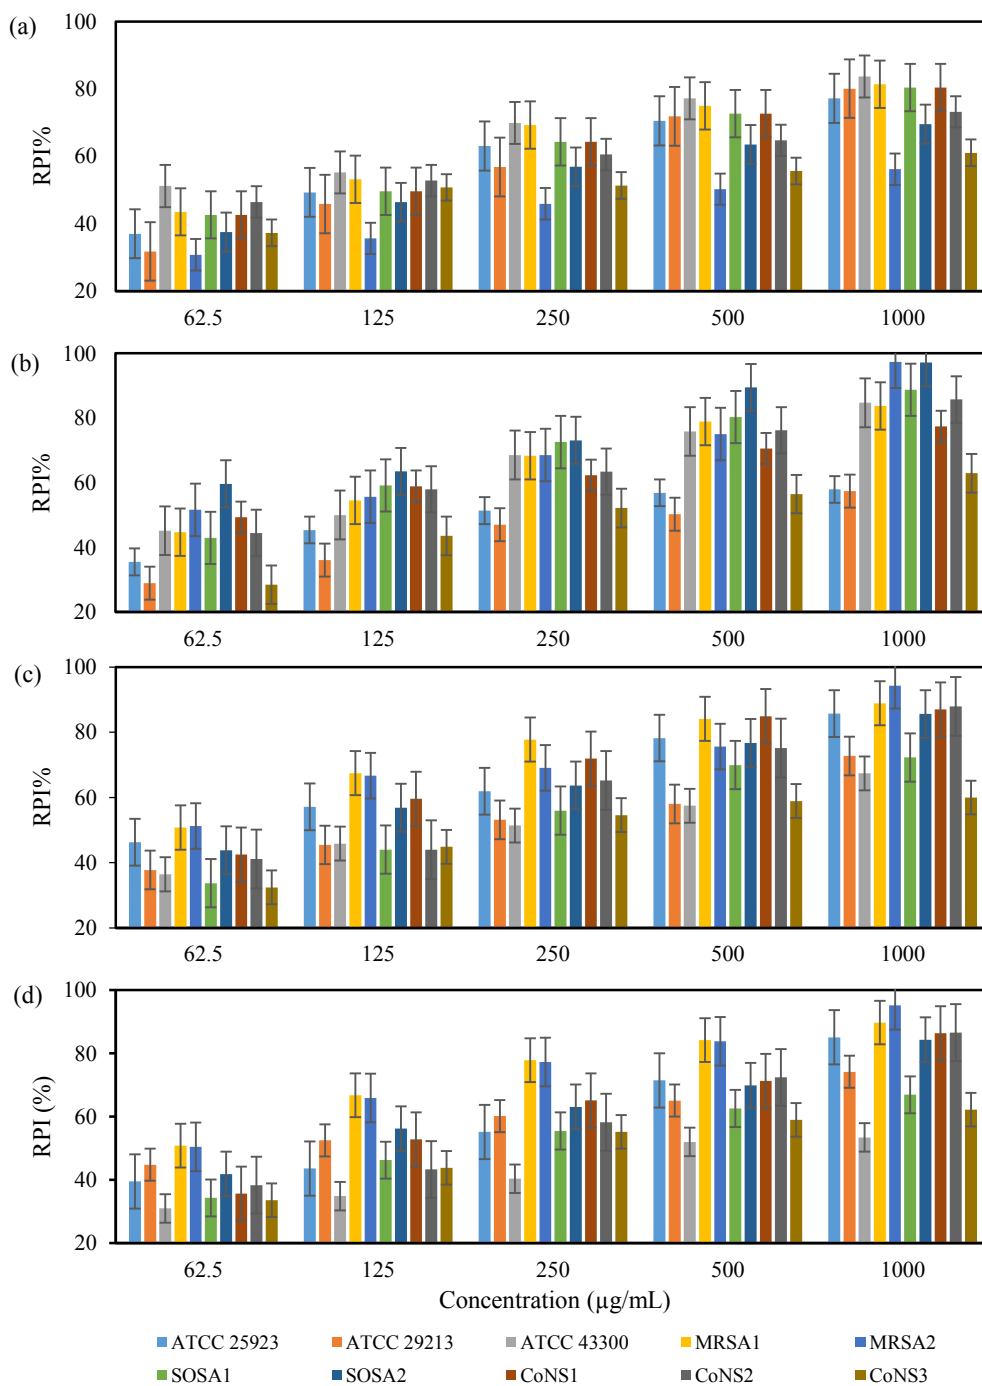 (a)
100
80
60
40
20
RPI%
62.5 125 250 500 1000
(b)
100
80
60
40
20
RPI%
62.5 125 250 500 1000
(c)
100
80
60
40
20
RPI%
62.5 125 250 500 1000
(d)
100
80
60
40
20
RPI (%)
62.5 125 250 500 1000
Concentration (µg/mL)
ATCC 25923 ATCC 29213 ATCC 43300 MRSA1 MRSA2
SOSA1 SOSA2 CoNS1 CoNS2 CoNS3